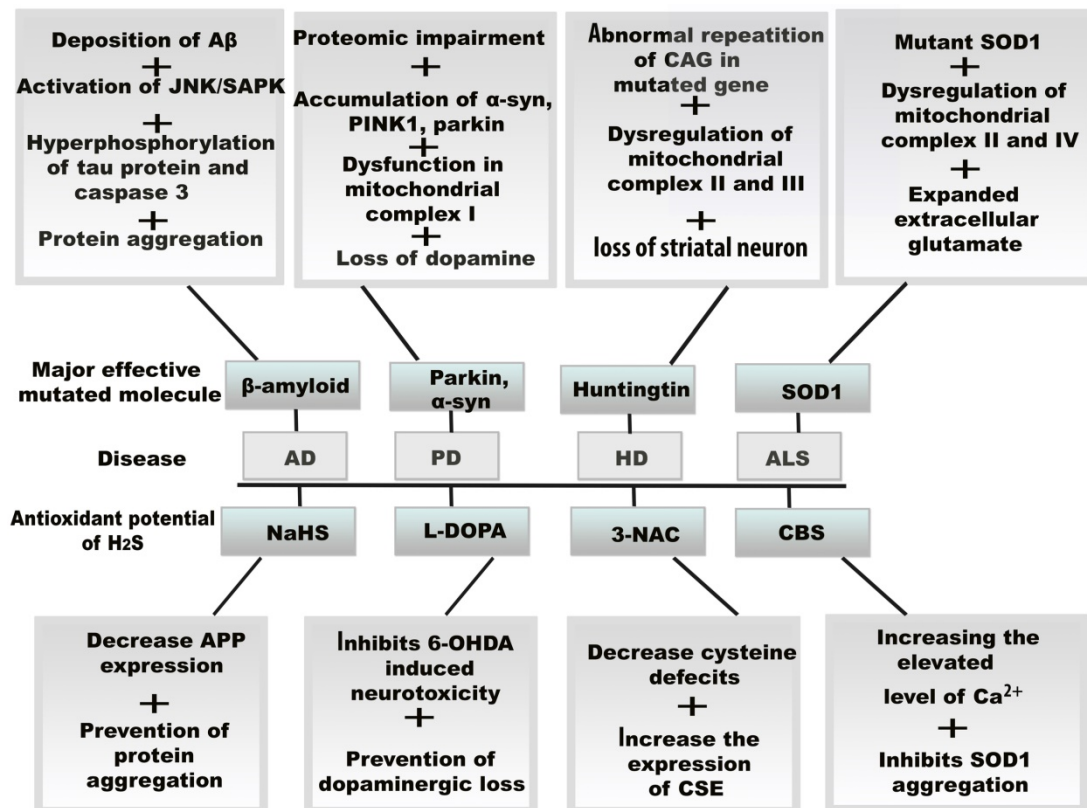 Deposition of Aβ
+
Activation of JNK/SAPK
+
Hyperphosphorylation
of tau protein and
caspase 3
+
Protein aggregation
Proteomic impairment
+
Accumulation of α-syn,
PINK1, parkin
+
Dysfunction in
mitochondrial
complex I
+
Loss of dopamine
Abnormal repeatition
of CAG in
mutated gene
+
Dysregulation of
mitochondrial
complex II and III
+
loss of striatal neuron
Mutant SOD1
+
Dysregulation of
mitochondrial
complex II and IV
+
Expanded
extracellular
glutamate
Major effective
mutated molecule
β-amyloid
Parkin,
α-syn
Huntingtin
SOD1
Disease
AD
PD
HD
ALS
Antioxidant potential
of H2S
NaHS
L-DOPA
3-NAC
CBS
Decrease APP
expression
+
Prevention of
protein
aggregation
Inhibits 6-OHDA
induced
neurotoxicity
+
Prevention of
dopaminergic loss
Decrease cysteine
defecits
+
Increase the
expression
of CSE
Increasing the
elevated
level of Ca²⁺
+
Inhibits SOD1
aggregation